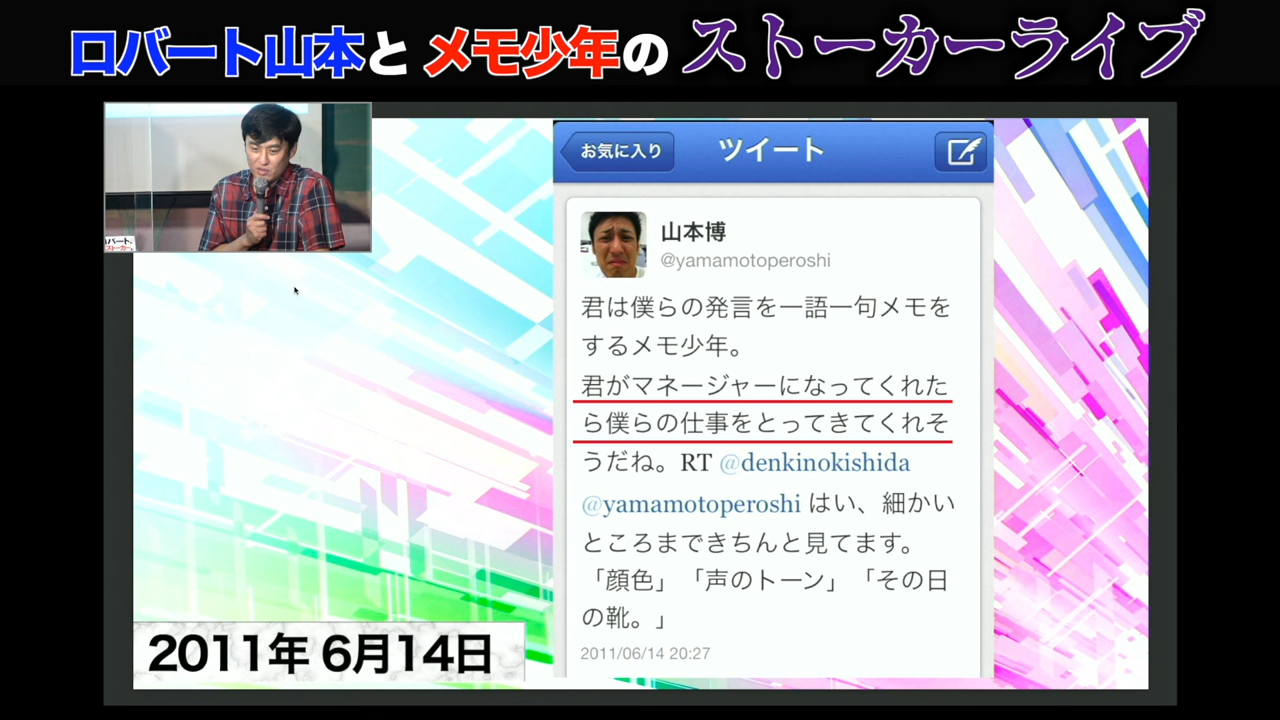 ロバート山本とメモ少年のストーカーライブ
お気に入り
ツイート
山本博
@yamamotoperoshi
君は僕らの発言を一語一句メモを
するメモ少年。
君がマネージャーになってくれた
ら僕らの仕事をとってきてくれそ
うだね。RT @denkinokishida
@yamamotoperoshi はい、細かい
ところまできちんと見てます。
「顔色」「声のトーン」「その日
の靴。」
2011/06/14 20:27
2011年 6月14日